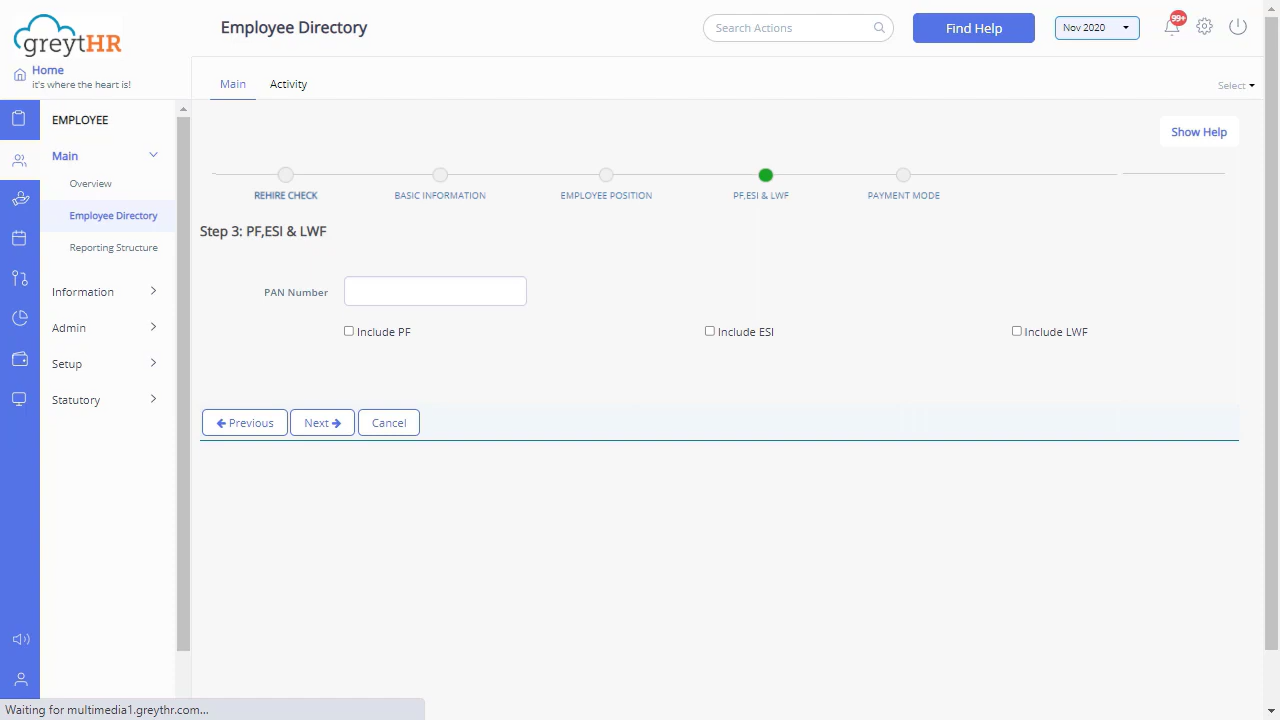 greytHR
Employee Directory
Search Actions
Find Help
Nov 2020
99+
Home
it's where the heart is!
Main
Activity
Select
EMPLOYEE
Main
Overview
Employee Directory
Reporting Structure
Information
Admin
Setup
Statutory
Show Help
REHIRE CHECK
BASIC INFORMATION
EMPLOYEE POSITION
PF,ESI & LWF
PAYMENT MODE
Step 3: PF,ESI & LWF
PAN Number
Include PF
Include ESI
Include LWF
Previous
Next
Cancel
Waiting for multimedia1.greythr.com...